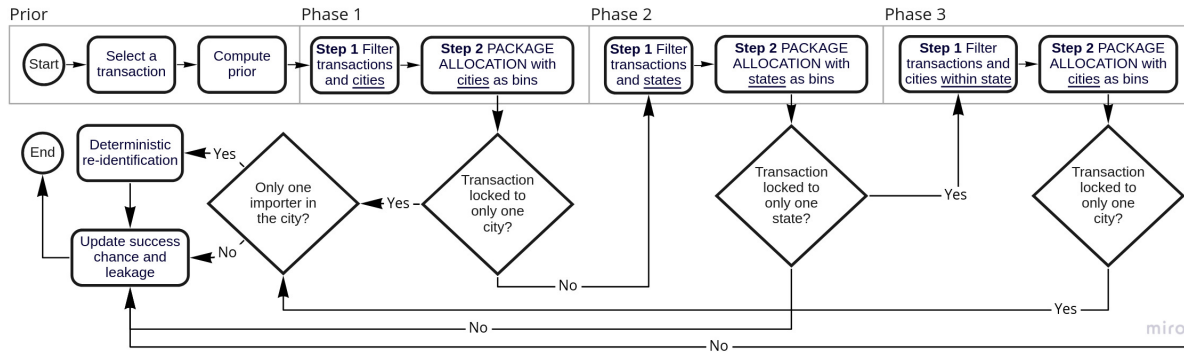 Prior
Phase 1
Phase 2
Phase 3
Start
Select a
transaction
Compute
prior
Step 1 Filter
transactions
and cities
Step 2 PACKAGE
ALLOCATION with
cities as bins
Step 1 Filter
transactions
and states
Step 2 PACKAGE
ALLOCATION with
states as bins
Step 1 Filter
transactions and
cities within state
Step 2 PACKAGE
ALLOCATION with
cities as bins
End
Deterministic
re-identification
Yes
Only one
importer in
the city?
Yes
Transaction
locked to
only one
city?
Transaction
locked to
only one
state?
Yes
Transaction
locked to
only one
city?
Update success
chance and
leakage
No
No
Yes
No
No
miro